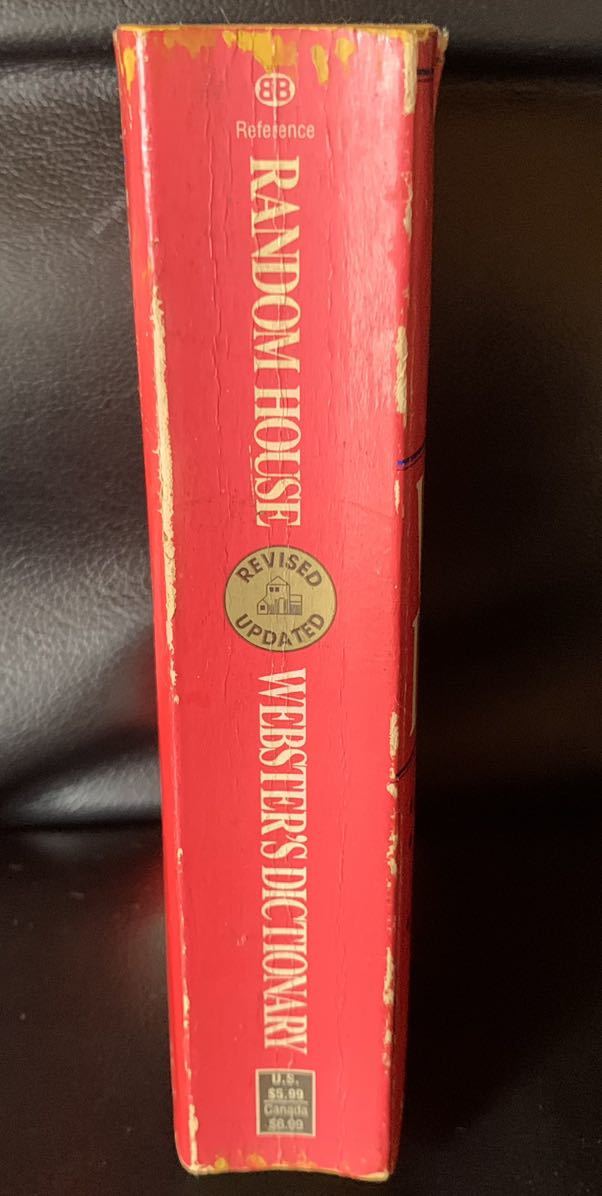 BB
Reference
RANDOM HOUSE
REVISED
UPDATED
WEBSTER'S DICTIONARY
U.S.
$5.99
Canada
$6.99